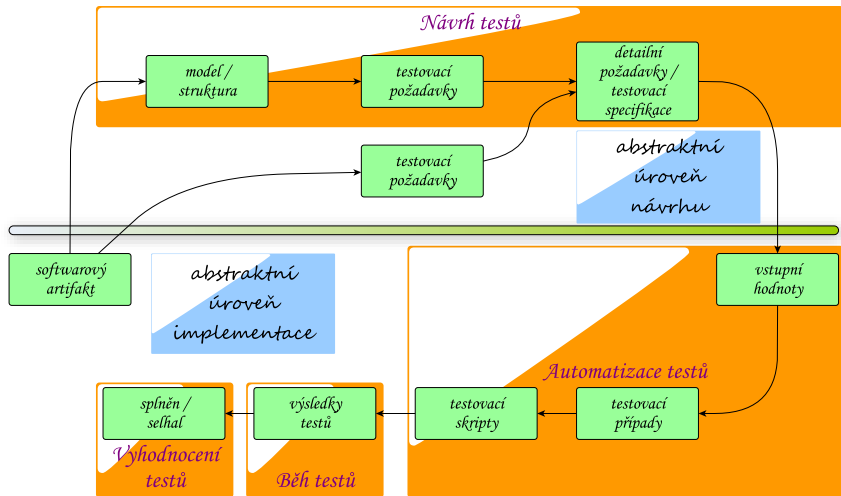 Návrh testů
model /
struktura
testovací
požadavky
detailní
požadavky /
testovací
specifikace
testovací
požadavky
abstraktní
úroveň
návrhu
softwarový
artifakt
abstraktní
úroveň
implementace
vstupní
hodnoty
Automatizace testů
splněn /
selhal
výsledky
testů
testovací
skripty
testovací
případy
Vyhodnocení
testů
Běh testů